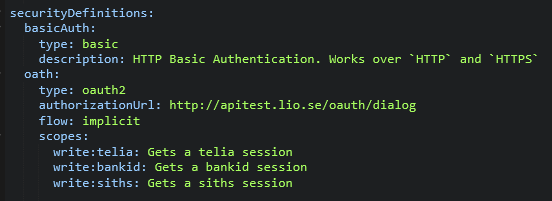 securityDefinitions:
basicAuth:
type: basic
description: HTTP Basic Authentication. Works over `HTTP` and `HTTPS`
oath:
type: oauth2
authorizationUrl: http://apitest.lio.se/oauth/dialog
flow: implicit
scopes:
write:telia: Gets a telia session
write:bankid: Gets a bankid session
write:siths: Gets a siths session